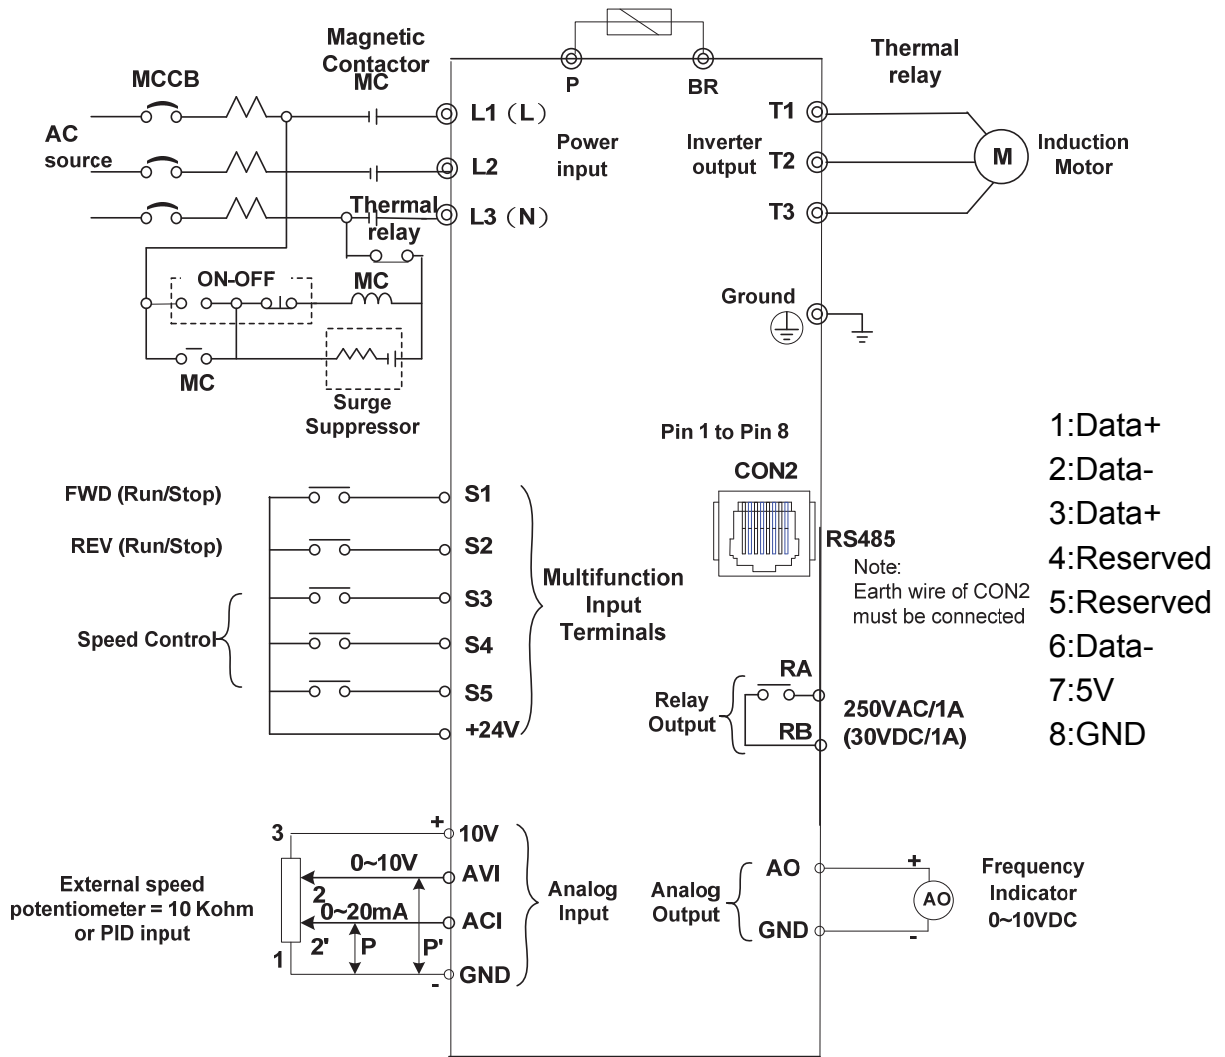 Magnetic
Contactor
MC
MCCB
AC
source
P
BR
Thermal
relay
L1 (L)
L2
L3 (N)
Power
input
Inverter
output
T1
T2
T3
M
Induction
Motor
Thermal
relay
ON-OFF
MC
MC
Surge
Suppressor
Ground
Pin 1 to Pin 8
CON2
RS485
Note:
Earth wire of CON2
must be connected
1:Data+
2:Data-
3:Data+
4:Reserved
5:Reserved
6:Data-
7:5V
8:GND
FWD (Run/Stop)
REV (Run/Stop)
Speed Control
S1
S2
S3
S4
S5
+24V
Multifunction
Input
Terminals
Relay
Output
RA
RB
250VAC/1A
(30VDC/1A)
External speed
potentiometer = 10 Kohm
or PID input
3
2
2'
1
0~10V
0~20mA
P
P'
+
-
10V
AVI
ACI
GND
Analog
Input
Analog
Output
AO
GND
+
AO
-
Frequency
Indicator
0~10VDC